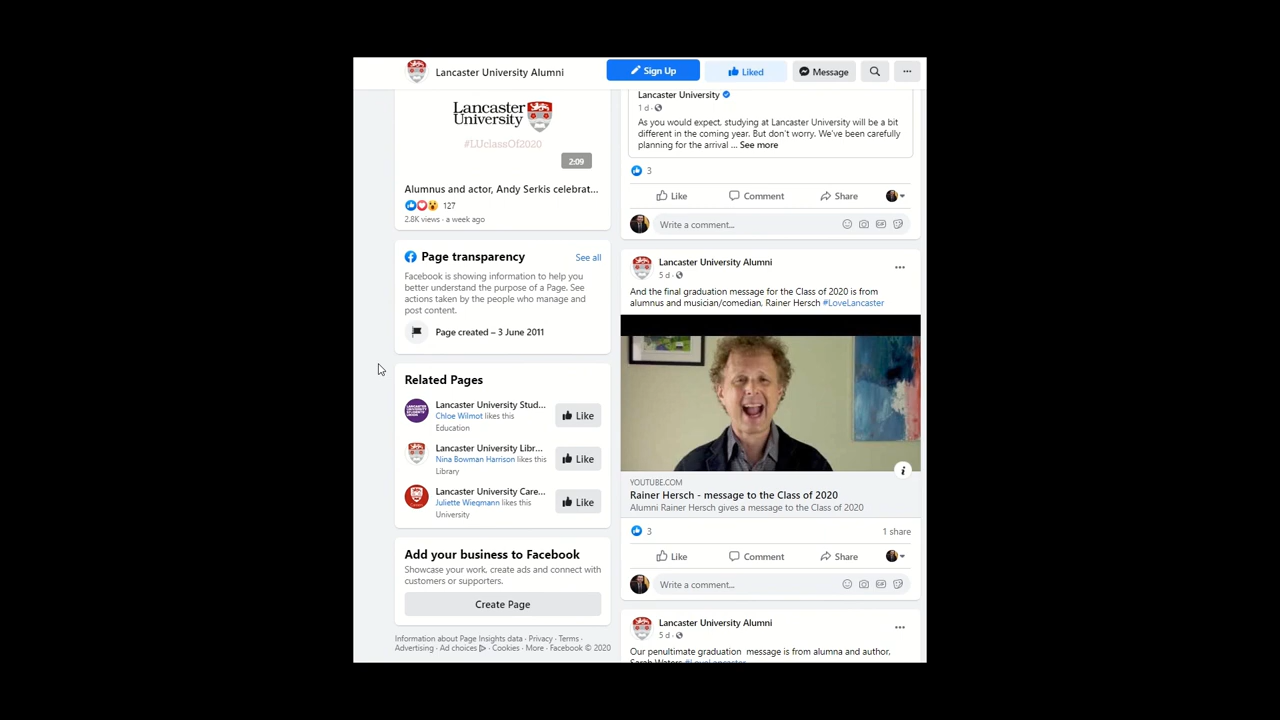 Lancaster University Alumni
Sign Up
Liked
Message
Lancaster
University
#LUclassOf2020
2:09
Alumnus and actor, Andy Serkis celebrat...
127
2.8K views · a week ago
Page transparency
See all
Facebook is showing information to help you
better understand the purpose of a Page. See
actions taken by the people who manage and
post content.
Page created – 3 June 2011
Related Pages
Lancaster University Stud...
Chloe Wilmot likes this
Education
Like
Lancaster University Libr...
Nina Bowman Harrison likes this
Library
Like
Lancaster University Care...
Juliette Wiegmann likes this
University
Like
Add your business to Facebook
Showcase your work, create ads and connect with
customers or supporters.
Create Page
Information about Page Insights data · Privacy · Terms ·
Advertising · Ad choices · Cookies · More · Facebook © 2020
Lancaster University
1 d ·
As you would expect, studying at Lancaster University will be a bit
different in the coming year. But don't worry. We've been carefully
planning for the arrival ... See more
3
Like
Comment
Share
Write a comment...
Lancaster University Alumni
5 d ·
And the final graduation message for the Class of 2020 is from
alumnus and musician/comedian, Rainer Hersch #LoveLancaster
YOUTUBE.COM
Rainer Hersch - message to the Class of 2020
Alumni Rainer Hersch gives a message to the Class of 2020
3
1 share
Like
Comment
Share
Write a comment...
Lancaster University Alumni
5 d ·
Our penultimate graduation message is from alumna and author,
Sarah Waters #LoveLancaster